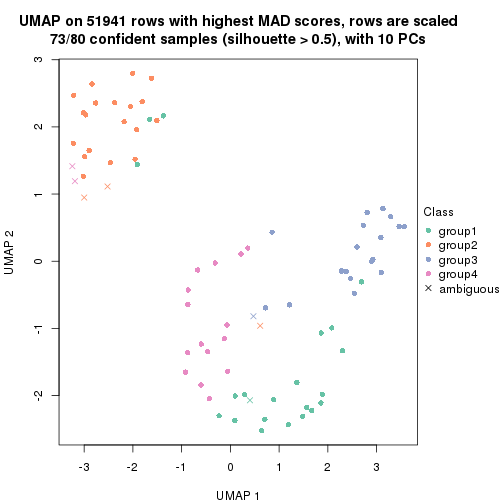 UMAP on 51941 rows with highest MAD scores, rows are scaled
73/80 confident samples (silhouette > 0.5), with 10 PCs
3
2
1
0
-1
-2
UMAP 2
-3
-2
-1
0
1
2
3
UMAP 1
Class
group1
group2
group3
group4
ambiguous